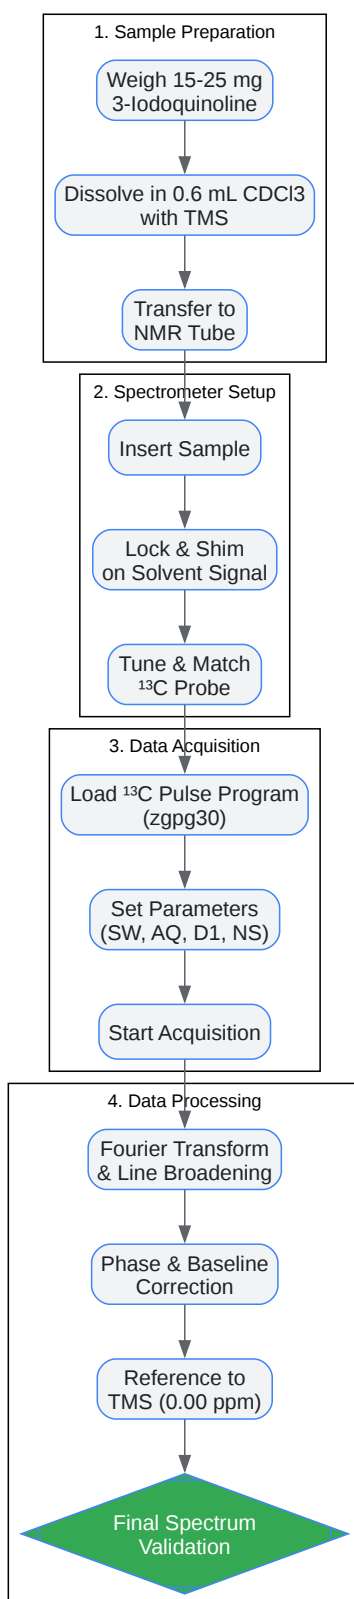 1. Sample Preparation
Weigh 15-25 mg
3-Iodoquinoline
Dissolve in 0.6 mL CDCl3
with TMS
Transfer to
NMR Tube
2. Spectrometer Setup
Insert Sample
Lock & Shim
on Solvent Signal
Tune & Match
¹³C Probe
3. Data Acquisition
Load ¹³C Pulse Program
(zgpg30)
Set Parameters
(SW, AQ, D1, NS)
Start Acquisition
4. Data Processing
Fourier Transform
& Line Broadening
Phase & Baseline
Correction
Reference to
TMS (0.00 ppm)
Final Spectrum
Validation